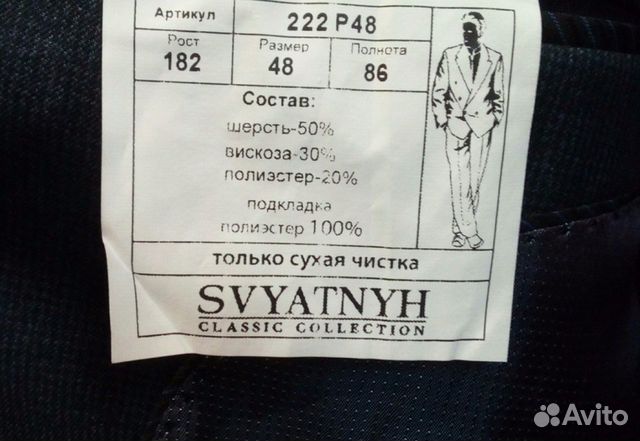 Артикул 222 P48
Рост Размер Полнота
182 48 86
Состав:
шерсть-50%
вискоза-30%
полиэстер-20%
подкладка
полиэстер 100%
только сухая чистка
SVYATNYH
CLASSIC COLLECTION
Avito